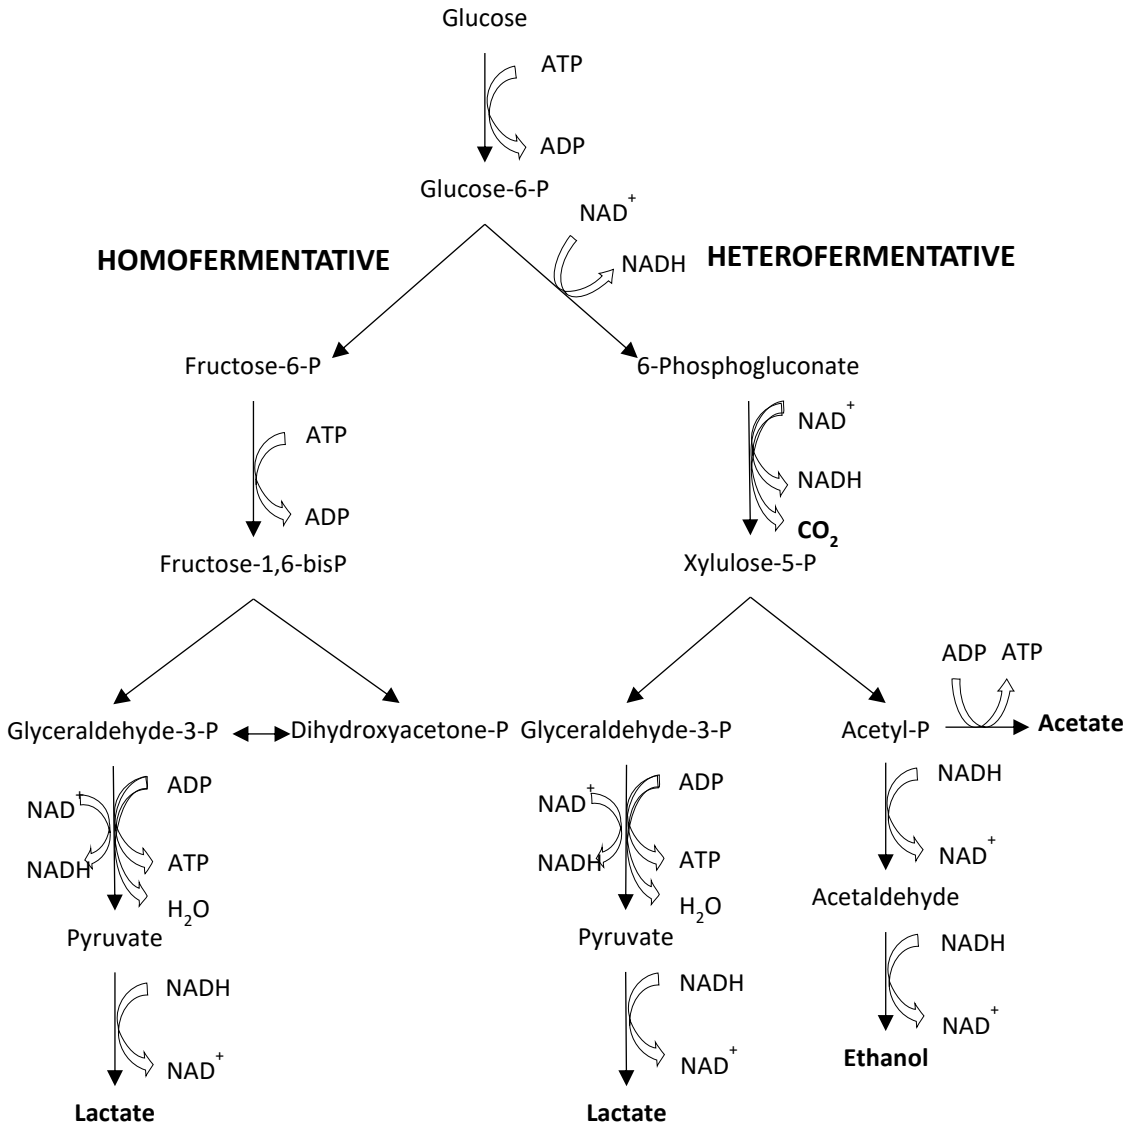 Glucose
ATP
ADP
Glucose-6-P
NAD+
HOMOFERMENTATIVE
NADH
HETEROFERMENTATIVE
Fructose-6-P
6-Phosphogluconate
ATP
NAD+
NADH
ADP
CO2
Fructose-1,6-bisP
Xylulose-5-P
ADP ATP
Glyceraldehyde-3-P
Dihydroxyacetone-P
Glyceraldehyde-3-P
Acetyl-P
Acetate
ADP
NAD+
NADH
ATP
H2O
ADP
NAD+
NADH
ATP
H2O
NADH
NAD+
Pyruvate
Pyruvate
Acetaldehyde
NADH
NAD+
NADH
NAD+
NADH
NAD+
Lactate
Lactate
Ethanol